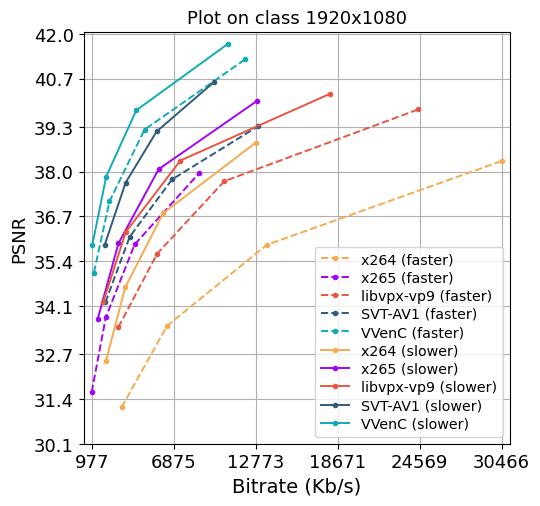 Plot on class 1920x1080
PSNR
42.0
40.7
39.3
38.0
36.7
35.4
34.1
32.7
31.4
30.1
x264 (faster)
x265 (faster)
libvpx-vp9 (faster)
SVT-AV1 (faster)
VVenC (faster)
x264 (slower)
x265 (slower)
libvpx-vp9 (slower)
SVT-AV1 (slower)
VVenC (slower)
977 6875 12773 18671 24569 30466
Bitrate (Kb/s)